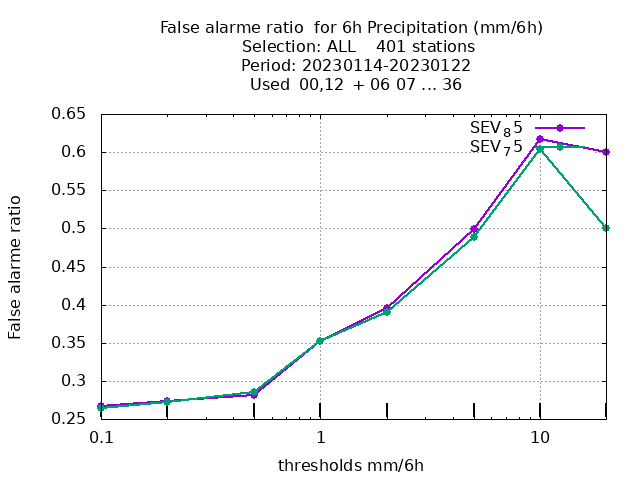 False alarme ratio  for 6h Precipitation (mm/6h)
Selection: ALL    401 stations
Period: 20230114-20230122
Used  00,12  + 06 07 ... 36
SEV₈5
SEV₇5
False alarme ratio
0.65
0.6
0.55
0.5
0.45
0.4
0.35
0.3
0.25
0.1
1
10
thresholds mm/6h